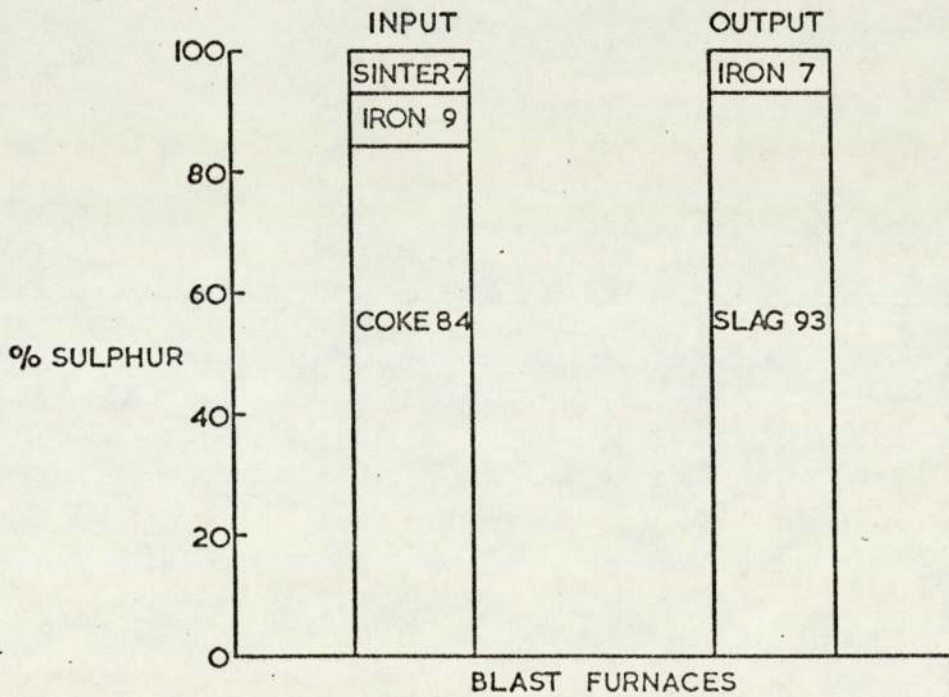 INPUT
OUTPUT
100
SINTER 7
IRON 7
IRON 9
80
60
COKE 84
SLAG 93
% SULPHUR
40
20
0
BLAST FURNACES